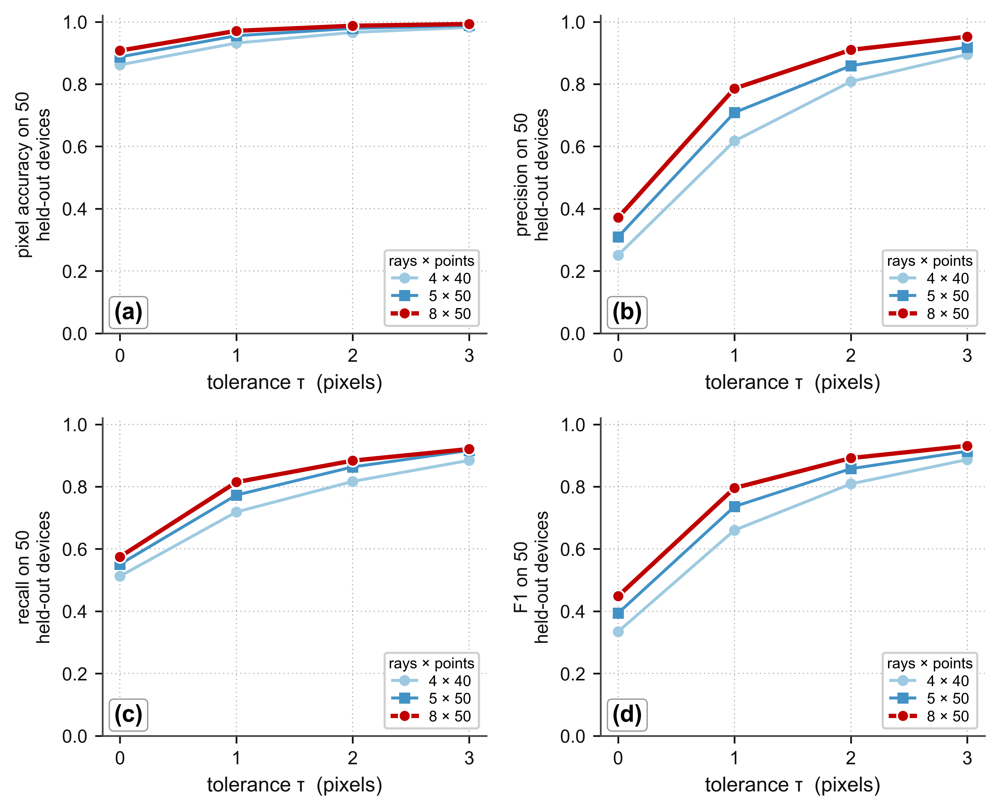 1.0
0.8
0.6
0.4
0.2
0.0
pixel accuracy on 50
held-out devices
rays × points
4 × 40
5 × 50
8 × 50
(a)
0 1 2 3
tolerance τ (pixels)
1.0
0.8
0.6
0.4
0.2
0.0
precision on 50
held-out devices
rays × points
4 × 40
5 × 50
8 × 50
(b)
0 1 2 3
tolerance τ (pixels)
1.0
0.8
0.6
0.4
0.2
0.0
recall on 50
held-out devices
rays × points
4 × 40
5 × 50
8 × 50
(c)
0 1 2 3
tolerance τ (pixels)
1.0
0.8
0.6
0.4
0.2
0.0
F1 on 50
held-out devices
rays × points
4 × 40
5 × 50
8 × 50
(d)
0 1 2 3
tolerance τ (pixels)